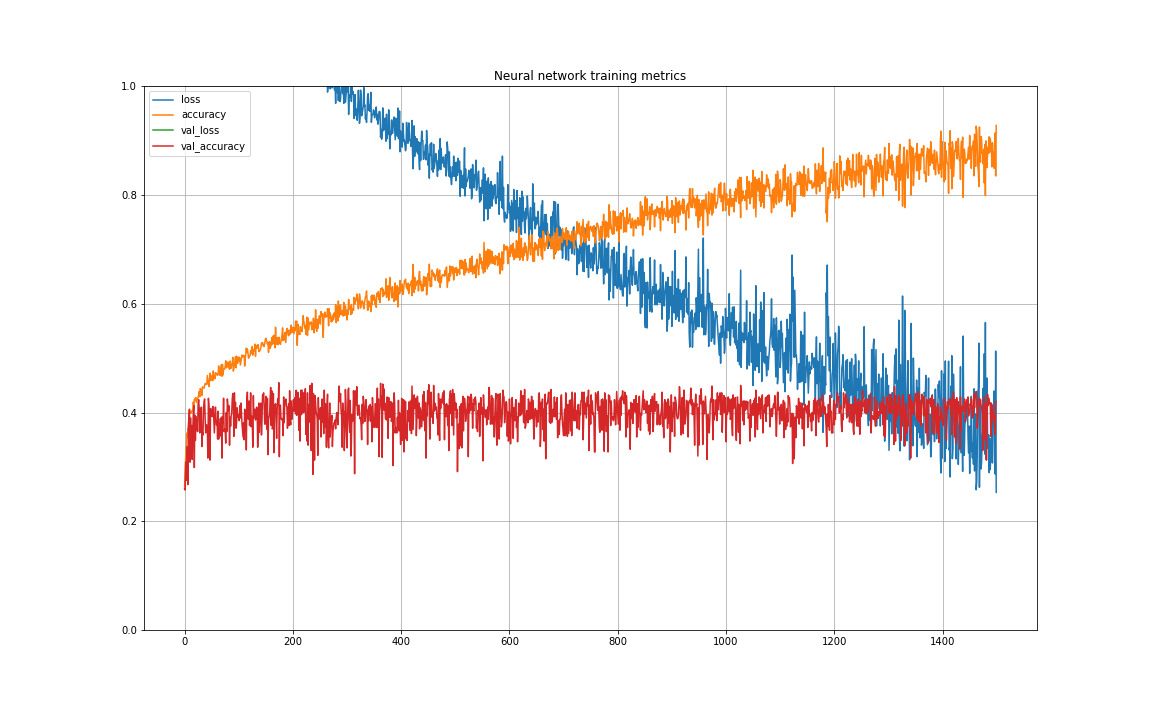 Neural network training metrics
loss
accuracy
val_loss
val_accuracy
1.0
0.8
0.6
0.4
0.2
0.0
0 200 400 600 800 1000 1200 1400